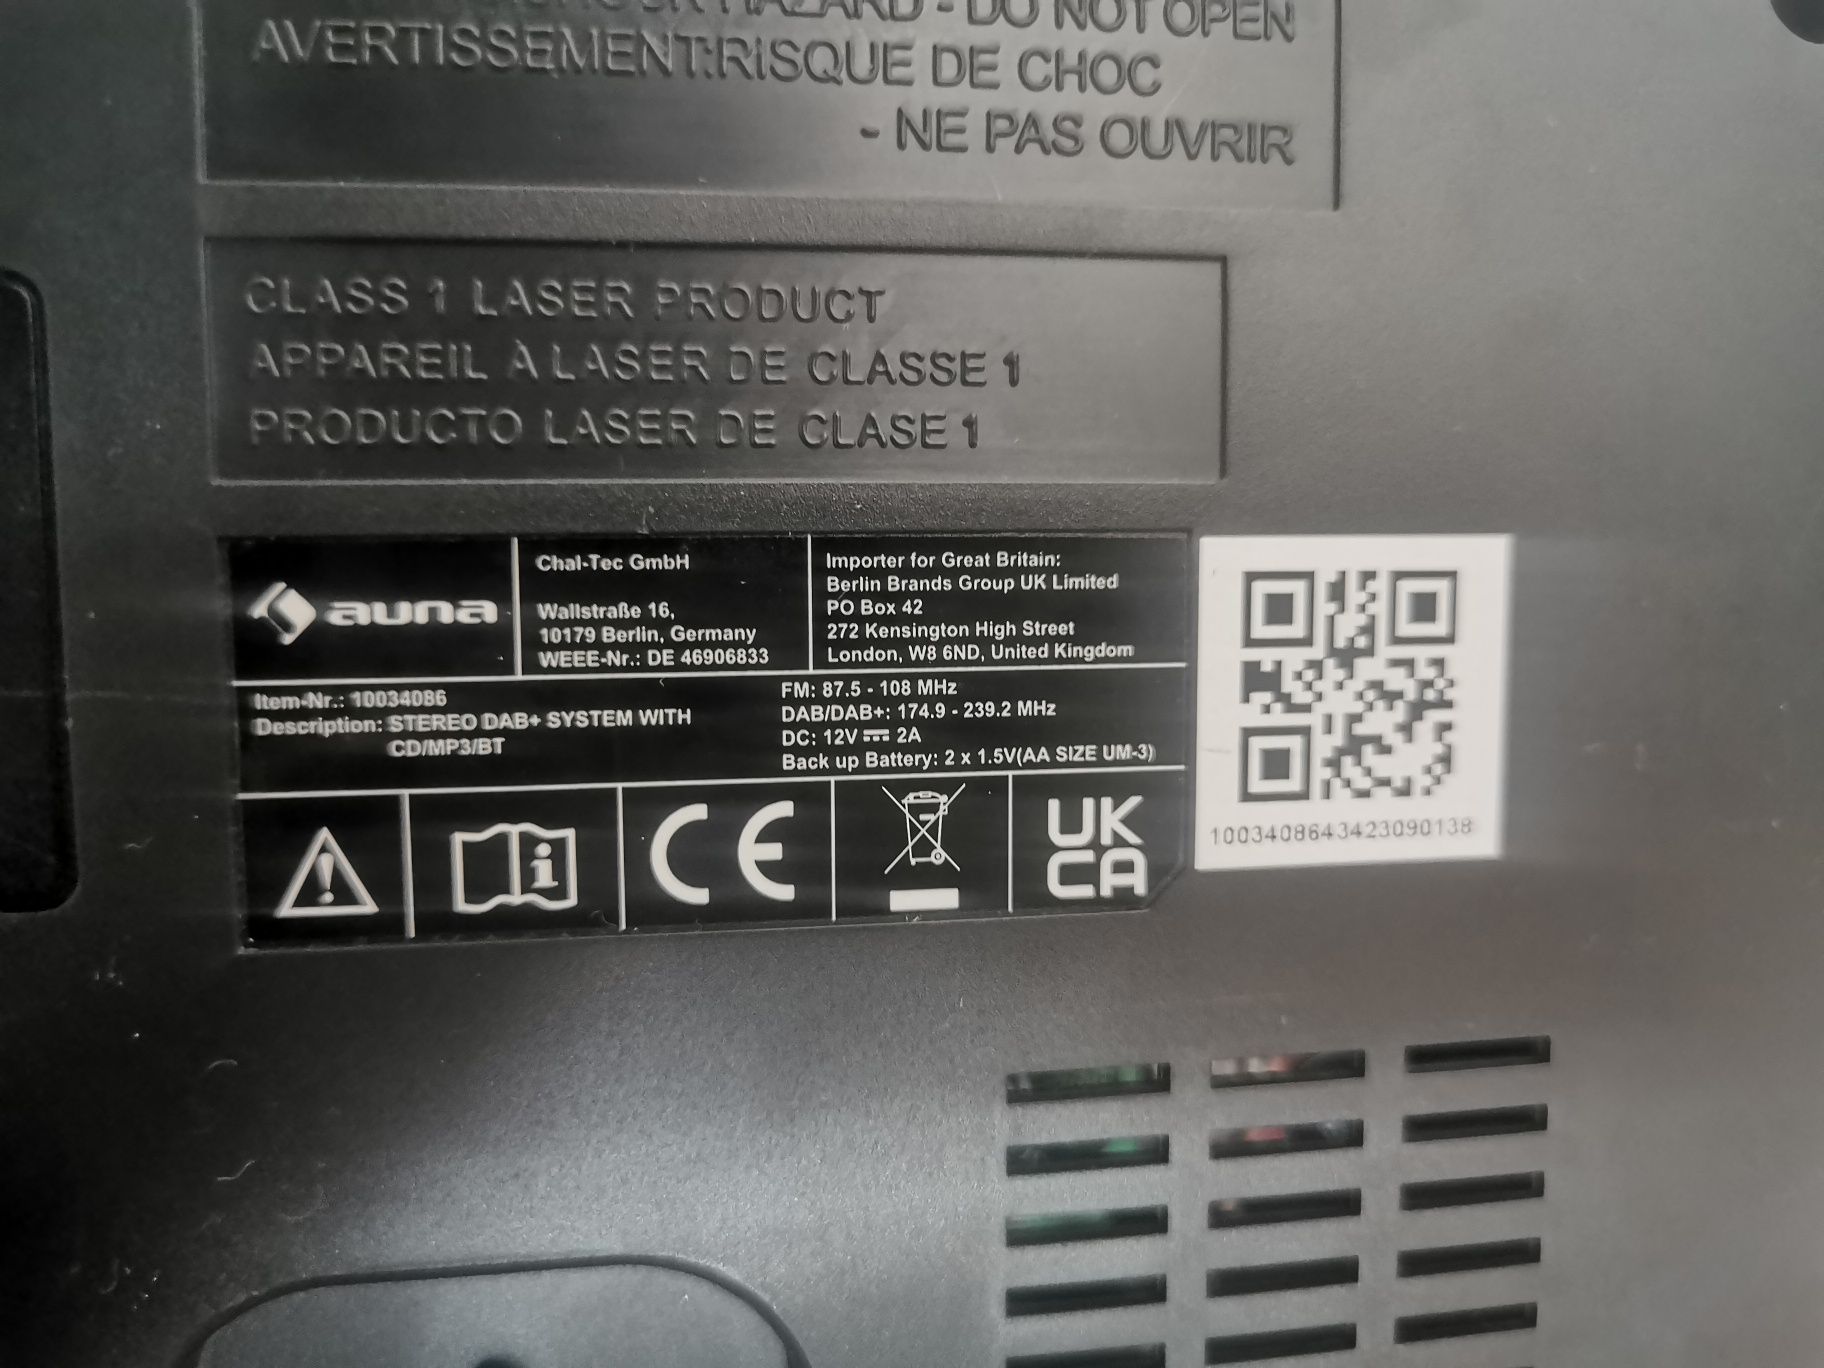 HAZARD - DO NOT OPEN
AVERTISSEMENT:RISQUE DE CHOC
- NE PAS OUVRIR
CLASS 1 LASER PRODUCT
APPAREIL À LASER DE CLASSE 1
PRODUCTO LASER DE CLASE 1
auna
Chal-Tec GmbH
Wallstraße 16,
10179 Berlin, Germany
WEEE-Nr.: DE 46906833
Importer for Great Britain:
Berlin Brands Group UK Limited
PO Box 42
272 Kensington High Street
London, W8 6ND, United Kingdom
Item-Nr.: 10034086
Description: STEREO DAB+ SYSTEM WITH
CD/MP3/BT
FM: 87.5 - 108 MHz
DAB/DAB+: 174.9 - 239.2 MHz
DC: 12V ⎓ 2A
Back up Battery: 2 x 1.5V(AA SIZE UM-3)
CE
UK
CA
1003408643423090138